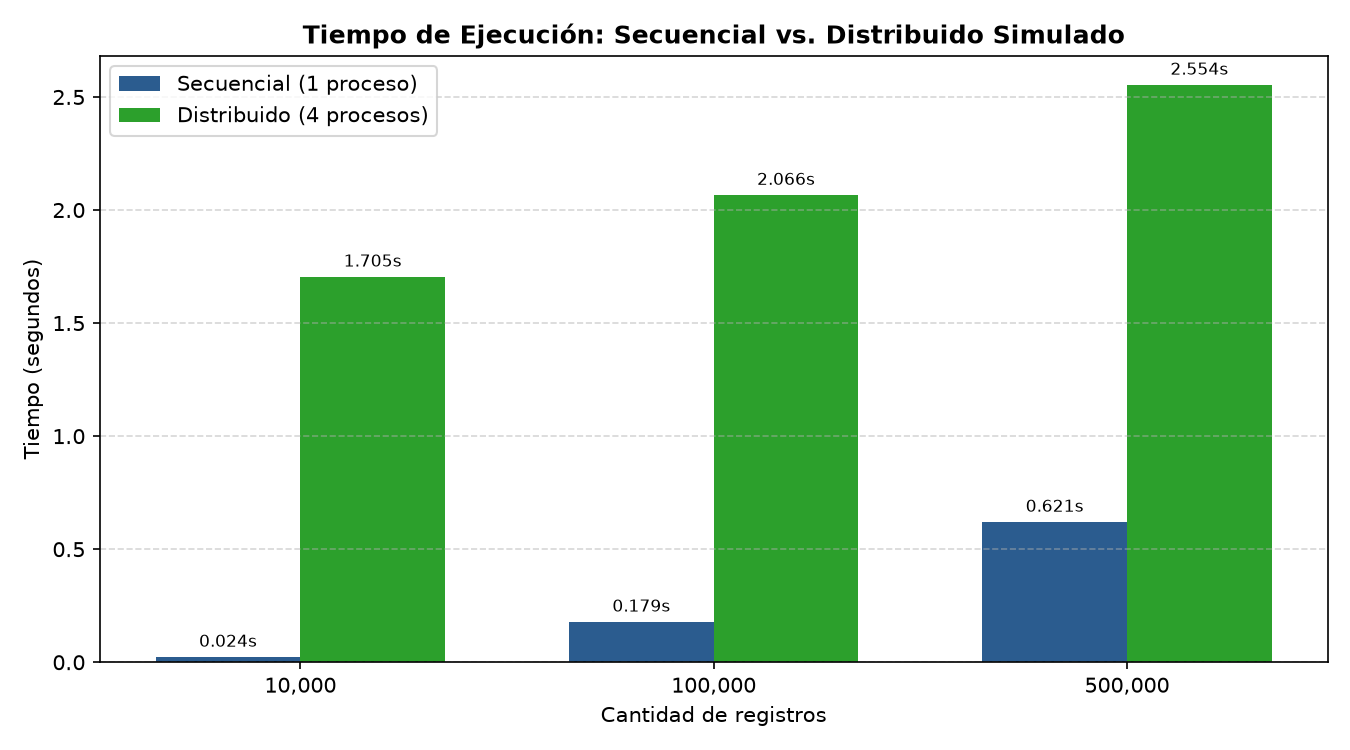 Tiempo de Ejecución: Secuencial vs. Distribuido Simulado
Secuencial (1 proceso)
Distribuido (4 procesos)
2.554s
2.066s
1.705s
0.621s
0.179s
0.024s
Tiempo (segundos)
2.5
2.0
1.5
1.0
0.5
0.0
10,000
100,000
500,000
Cantidad de registros